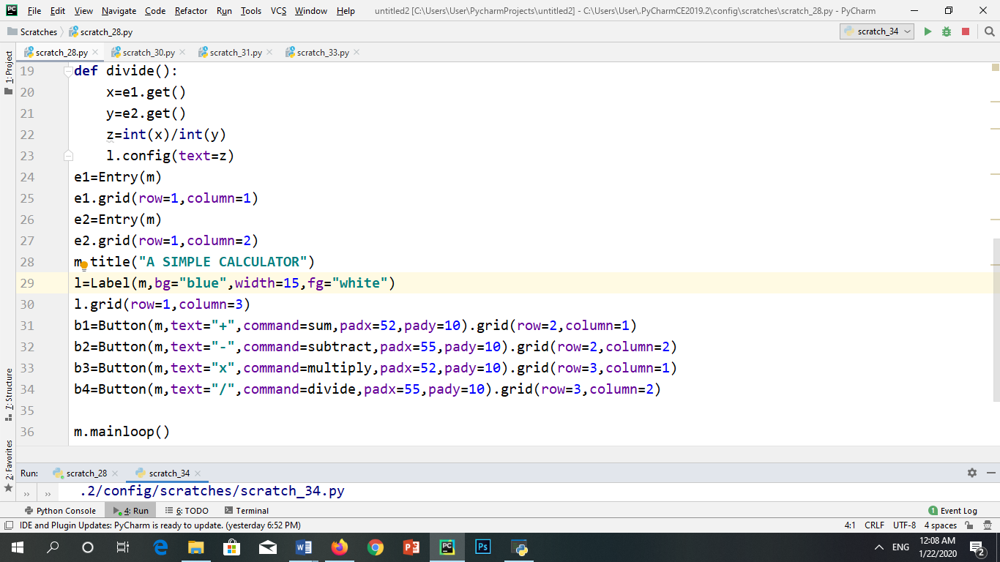 PC File Edit View Navigate Code Refactor Run Tools VCS Window Help untitled2 [C:\Users\User\PycharmProjects\untitled2] - C:\Users\User\.PyCharmCE2019.2\config\scratches\scratch_28.py - PyCharm
Scratches scratch_28.py scratch_34
1: Project
scratch_28.py scratch_30.py scratch_31.py scratch_33.py
19 def divide():
20 x=e1.get()
21 y=e2.get()
22 z=int(x)/int(y)
23 l.config(text=z)
24 e1=Entry(m)
25 e1.grid(row=1,column=1)
26 e2=Entry(m)
27 e2.grid(row=1,column=2)
28 m.title("A SIMPLE CALCULATOR")
29 l=Label(m,bg="blue",width=15,fg="white")
30 l.grid(row=1,column=3)
31 b1=Button(m,text="+",command=sum,padx=52,pady=10).grid(row=2,column=1)
32 b2=Button(m,text="-",command=subtract,padx=55,pady=10).grid(row=2,column=2)
33 b3=Button(m,text="x",command=multiply,padx=52,pady=10).grid(row=3,column=1)
34 b4=Button(m,text="/",command=divide,padx=55,pady=10).grid(row=3,column=2)
35
36 m.mainloop()
7: Structure
2: Favorites
Run: scratch_28 scratch_34
» » .2/config/scratches/scratch_34.py
Python Console 4: Run 6: TODO Terminal 1 Event Log
IDE and Plugin Updates: PyCharm is ready to update. (yesterday 6:52 PM) 4:1 CRLF UTF-8 4 spaces
W P PC Ps ENG 12:08 AM 2
1/22/2020